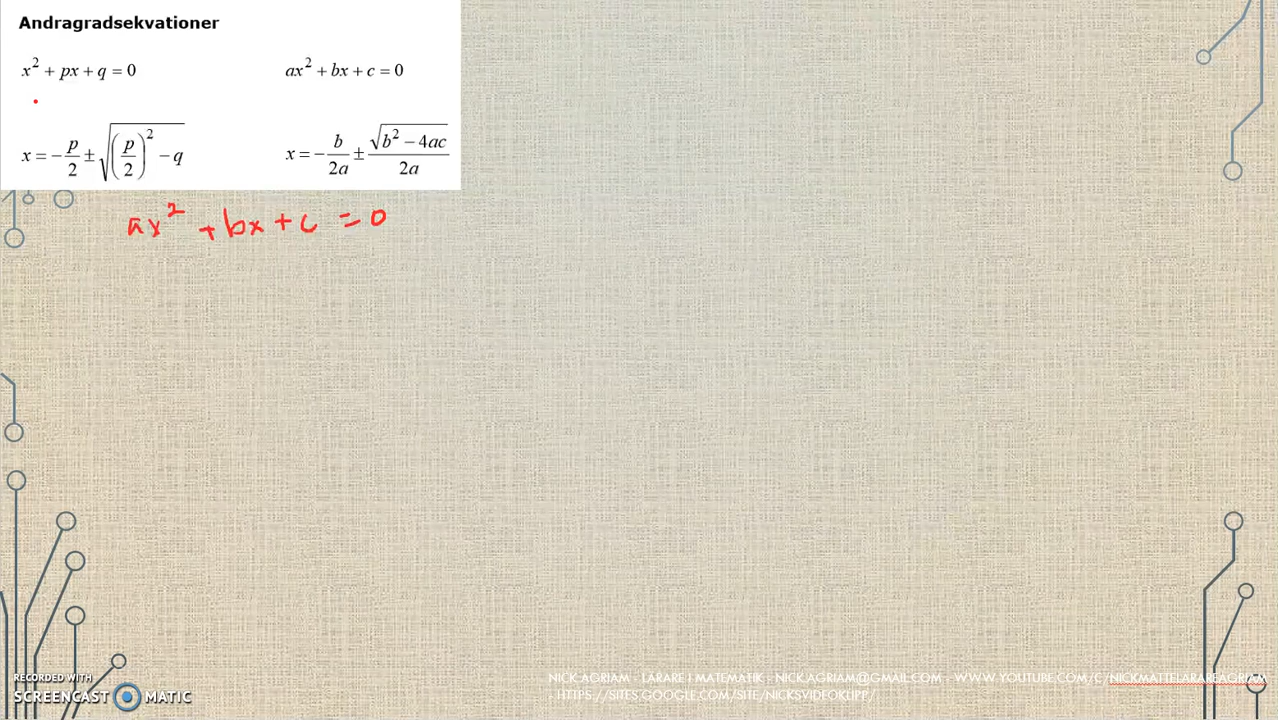 Andragradsekvationer
x² + px + q = 0
ax² + bx + c = 0
x = −p/2 ± √((p/2)² − q)
x = −b/2a ± √(b² − 4ac)/2a
ax² + bx + c = 0
RECORDED WITH
SCREENCAST MATIC
NICK AGRIAM - LÄRARE I MATEMATIK - NICK.AGRIAM@GMAIL.COM - WWW.YOUTUBE.COM/C/NICKMATTELARAREAGRIAM
- HTTPS://SITES.GOOGLE.COM/SITE/NICKSVIDEOKLIPP/